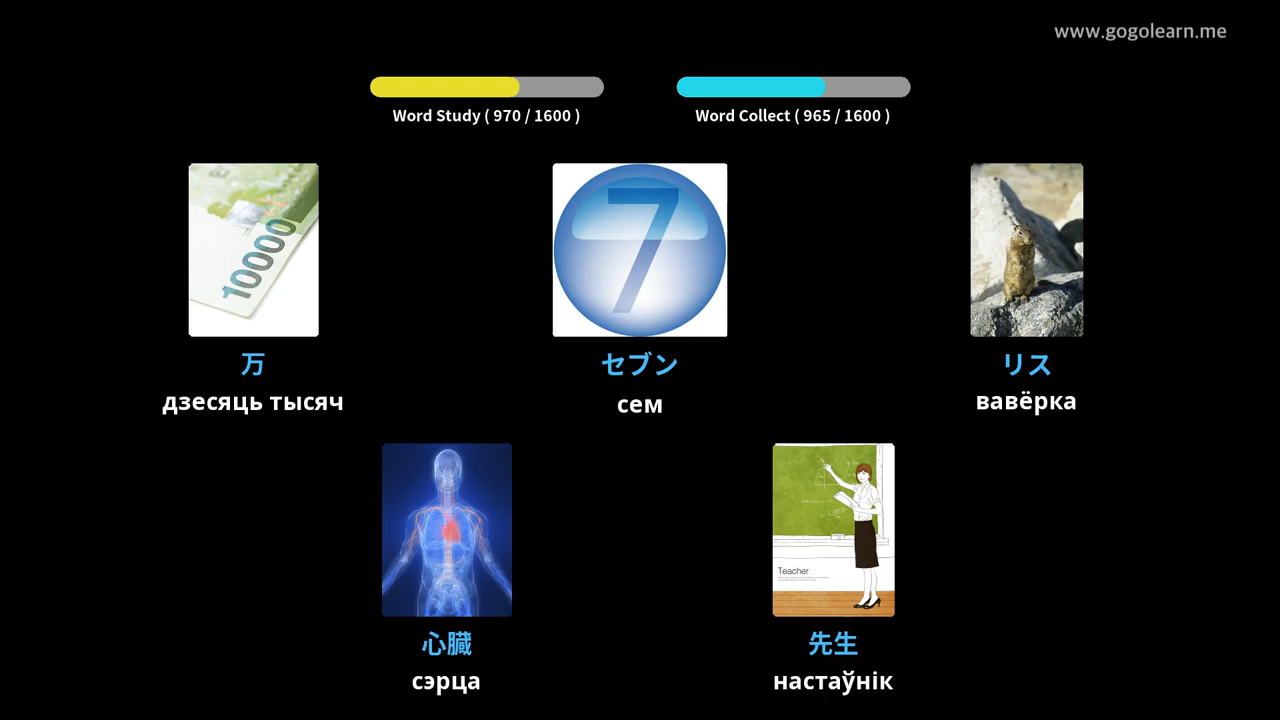 www.gogolearn.me
Word Study ( 970 / 1600 )
Word Collect ( 965 / 1600 )
10000
7
万
セブン
リス
дзесяць тысяч
сем
вавёрка
Teacher
心臓
先生
сэрца
настаўнік